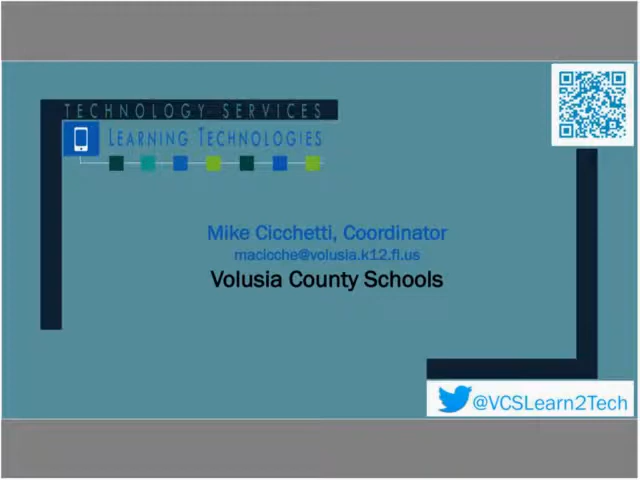 TECHNOLOGY SERVICES
LEARNING TECHNOLOGIES
Mike Cicchetti, Coordinator
macicche@volusia.k12.fl.us
Volusia County Schools
@VCSLearn2Tech